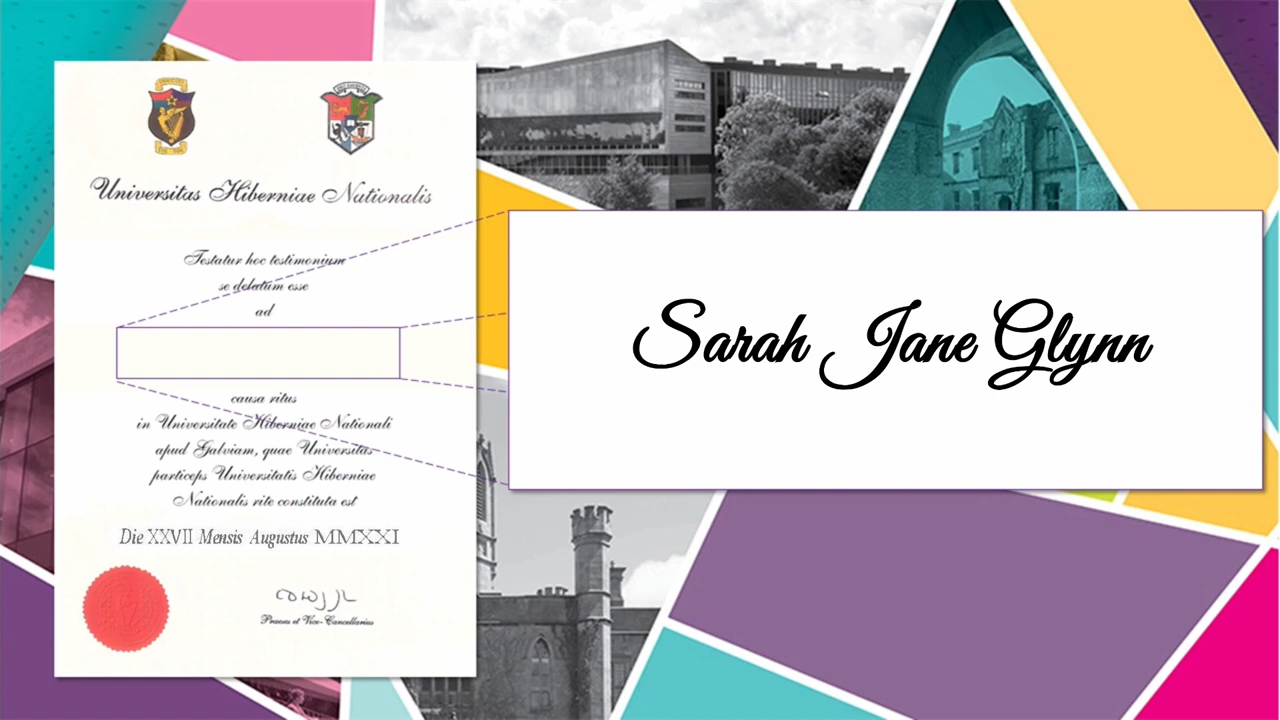 Universitas Hiberniae Nationalis
Testatur hoc testimonium
se delatum esse
ad
Sarah Jane Glynn
causa ritus
in Universitate Hiberniae Nationali
apud Galviam, quae Universitas
particeps Universitatis Hiberniae
Nationalis rite constituta est
Die XXVII Mensis Augustus MMXXI
Praeses et Vice-Cancellarius